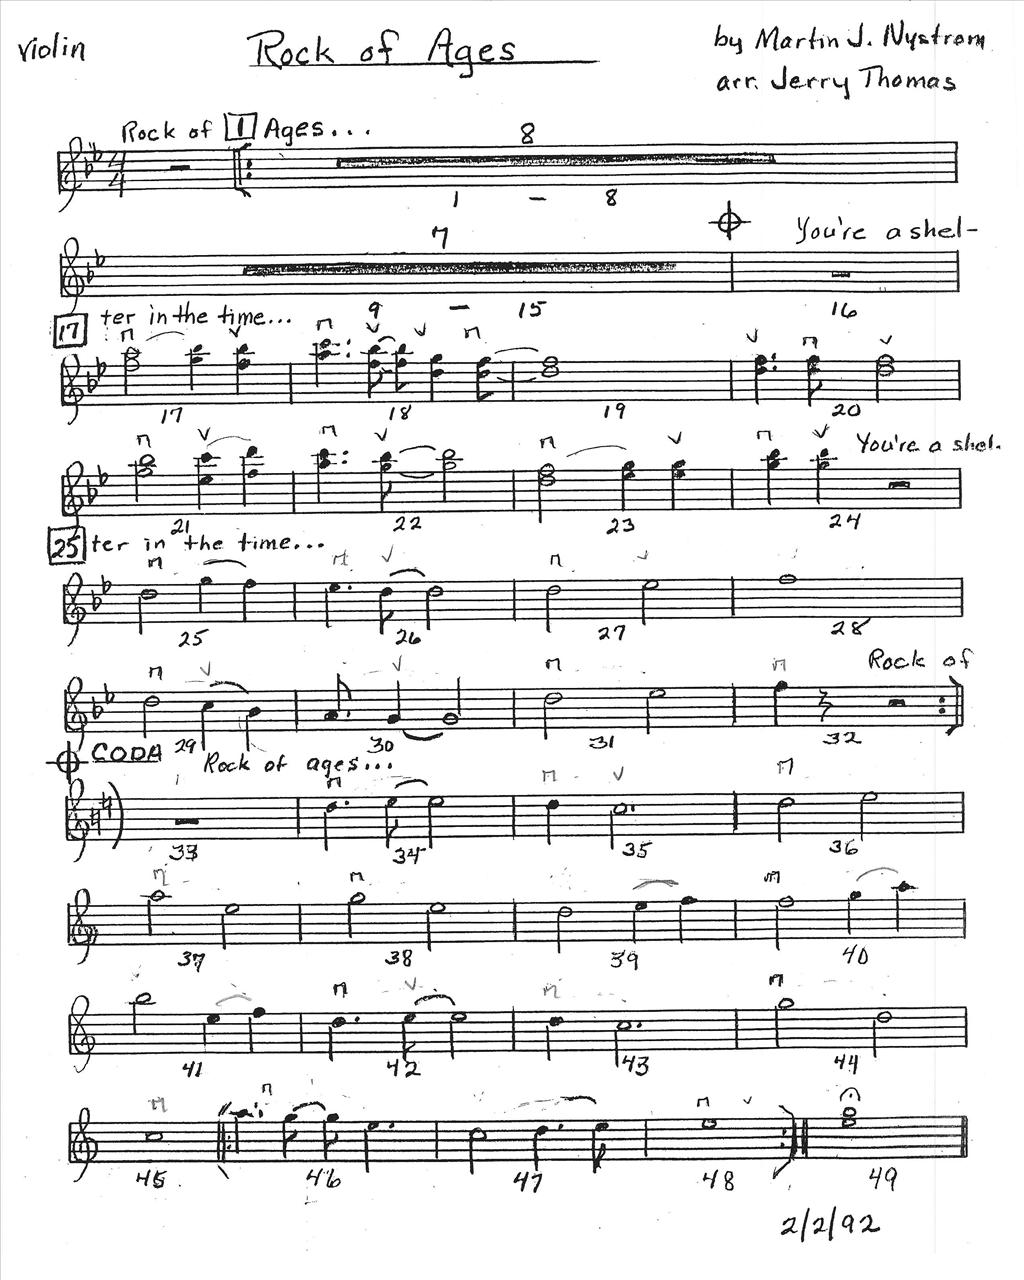 violin
Rock of Ages
by Martin J. Nystrom
arr. Jerry Thomas
Rock of 1 Ages...
4
4
8
1 - 8
7
You're a shel-
9 - 15
16
17 ter in the time...
17 18 19 20
You're a shel-
21 22 23 24
25 ter in the time...
25 26 27 28
Rock of
29 30 31 32
CODA
Rock of ages...
33 34 35 36
37 38 39 40
41 42 43 44
45 46 47 48 49
2/2/92